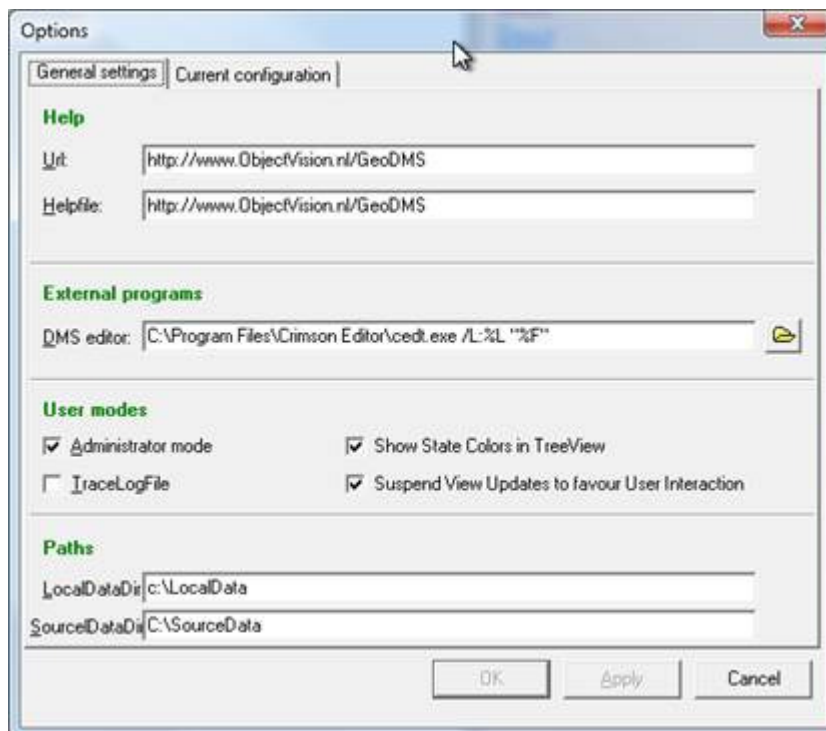 Options
General settings Current configuration
Help
Url: http://www.ObjectVision.nl/GeoDMS
Helpfile: http://www.ObjectVision.nl/GeoDMS
External programs
DMS editor: C:\Program Files\Crimson Editor\cedt.exe /L:%L "%F"
User modes
Administrator mode Show State Colors in TreeView
TraceLogFile Suspend View Updates to favour User Interaction
Paths
LocalDataDir c:\LocalData
SourcelDataDi C:\SourceData
OK Apply Cancel